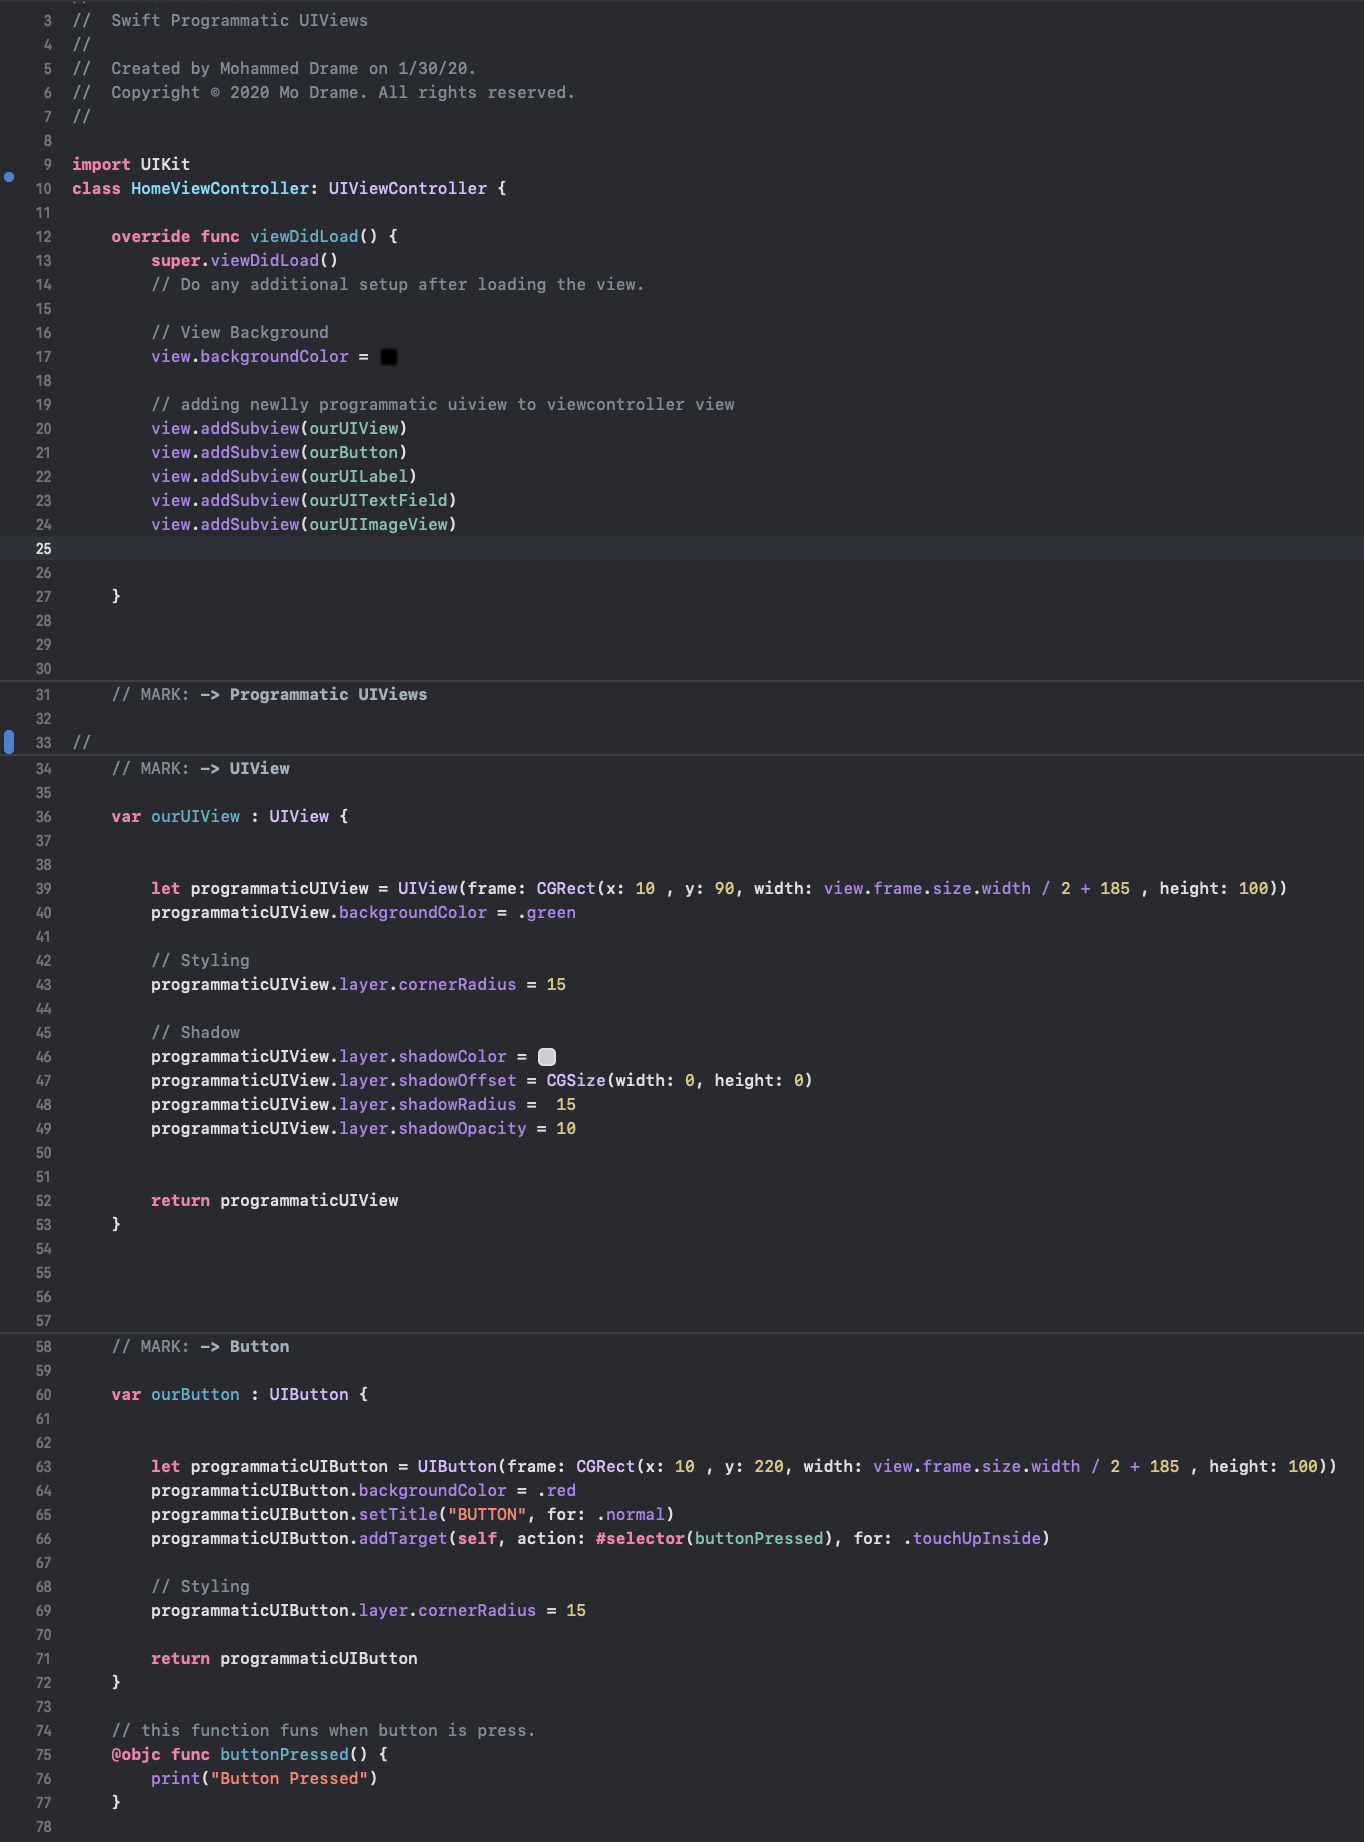 3 //  Swift Programmatic UIViews
4 //
5 //  Created by Mohammed Drame on 1/30/20.
6 //  Copyright © 2020 Mo Drame. All rights reserved.
7 //
8
9 import UIKit
10 class HomeViewController: UIViewController {
11
12     override func viewDidLoad() {
13         super.viewDidLoad()
14         // Do any additional setup after loading the view.
15
16         // View Background
17         view.backgroundColor =
18
19         // adding newlly programmatic uiview to viewcontroller view
20         view.addSubview(ourUIView)
21         view.addSubview(ourButton)
22         view.addSubview(ourUILabel)
23         view.addSubview(ourUITextField)
24         view.addSubview(ourUIImageView)
25
26
27     }
28
29
30
31     // MARK: -> Programmatic UIViews
32
33 //
34     // MARK: -> UIView
35
36     var ourUIView : UIView {
37
38
39         let programmaticUIView = UIView(frame: CGRect(x: 10 , y: 90, width: view.frame.size.width / 2 + 185 , height: 100))
40         programmaticUIView.backgroundColor = .green
41
42         // Styling
43         programmaticUIView.layer.cornerRadius = 15
44
45         // Shadow
46         programmaticUIView.layer.shadowColor =
47         programmaticUIView.layer.shadowOffset = CGSize(width: 0, height: 0)
48         programmaticUIView.layer.shadowRadius =  15
49         programmaticUIView.layer.shadowOpacity = 10
50
51
52         return programmaticUIView
53     }
54
55
56
57
58     // MARK: -> Button
59
60     var ourButton : UIButton {
61
62
63         let programmaticUIButton = UIButton(frame: CGRect(x: 10 , y: 220, width: view.frame.size.width / 2 + 185 , height: 100))
64         programmaticUIButton.backgroundColor = .red
65         programmaticUIButton.setTitle("BUTTON", for: .normal)
66         programmaticUIButton.addTarget(self, action: #selector(buttonPressed), for: .touchUpInside)
67
68         // Styling
69         programmaticUIButton.layer.cornerRadius = 15
70
71         return programmaticUIButton
72     }
73
74     // this function funs when button is press.
75     @objc func buttonPressed() {
76         print("Button Pressed")
77     }
78